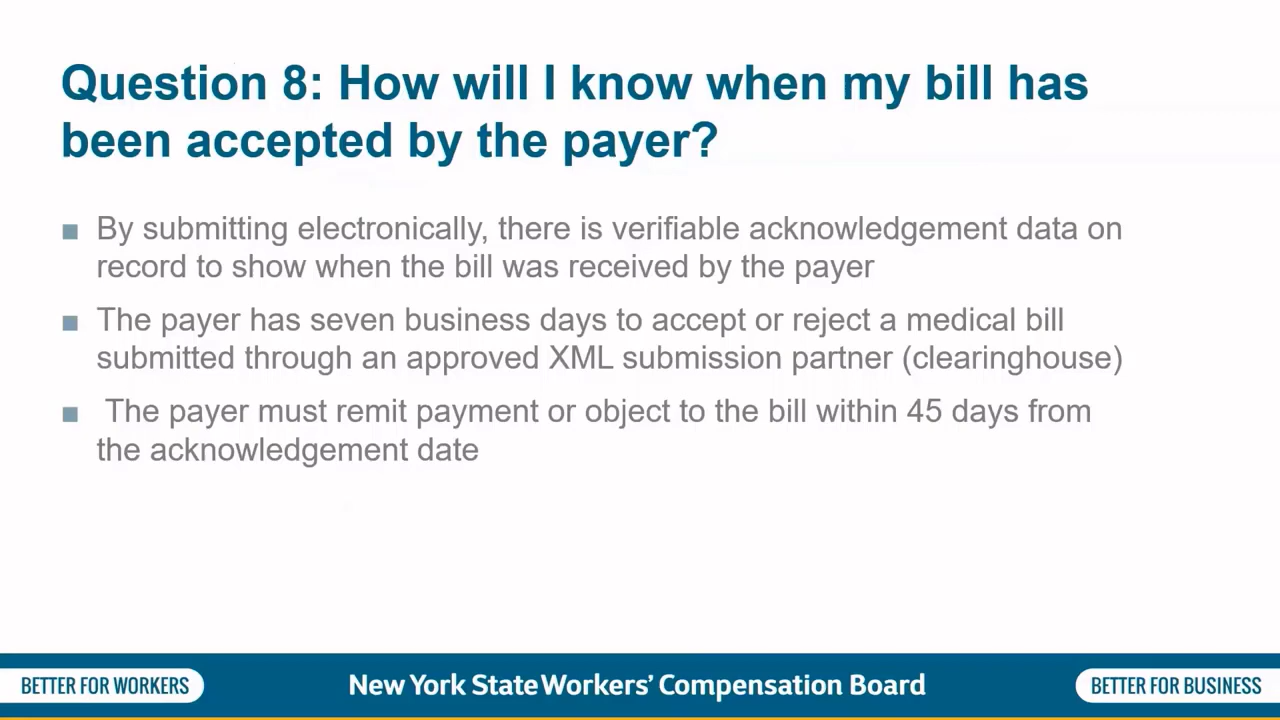 Question 8: How will I know when my bill has
been accepted by the payer?
■ By submitting electronically, there is verifiable acknowledgement data on
record to show when the bill was received by the payer
■ The payer has seven business days to accept or reject a medical bill
submitted through an approved XML submission partner (clearinghouse)
■ The payer must remit payment or object to the bill within 45 days from
the acknowledgement date
BETTER FOR WORKERS
New York State Workers' Compensation Board
BETTER FOR BUSINESS